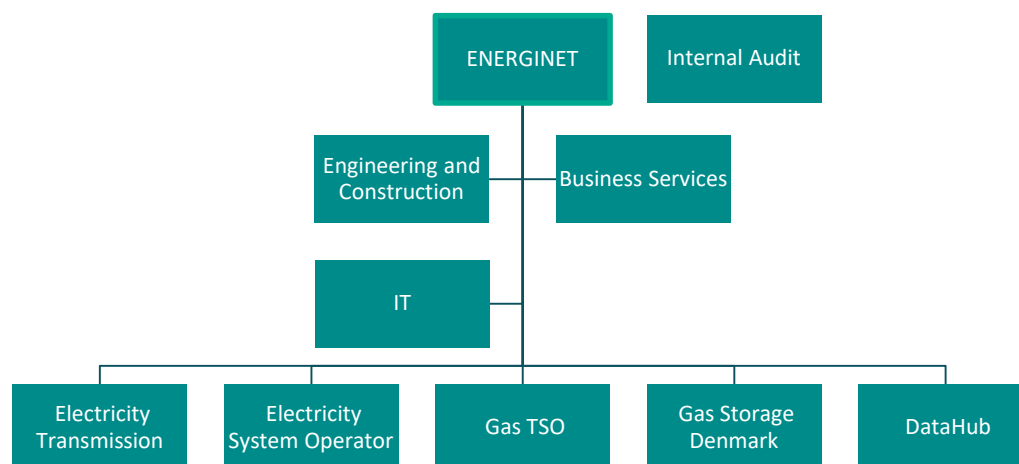 ENERGINET
Internal Audit
Engineering and
Construction
Business Services
IT
Electricity
Transmission
Electricity
System Operator
Gas TSO
Gas Storage
Denmark
DataHub